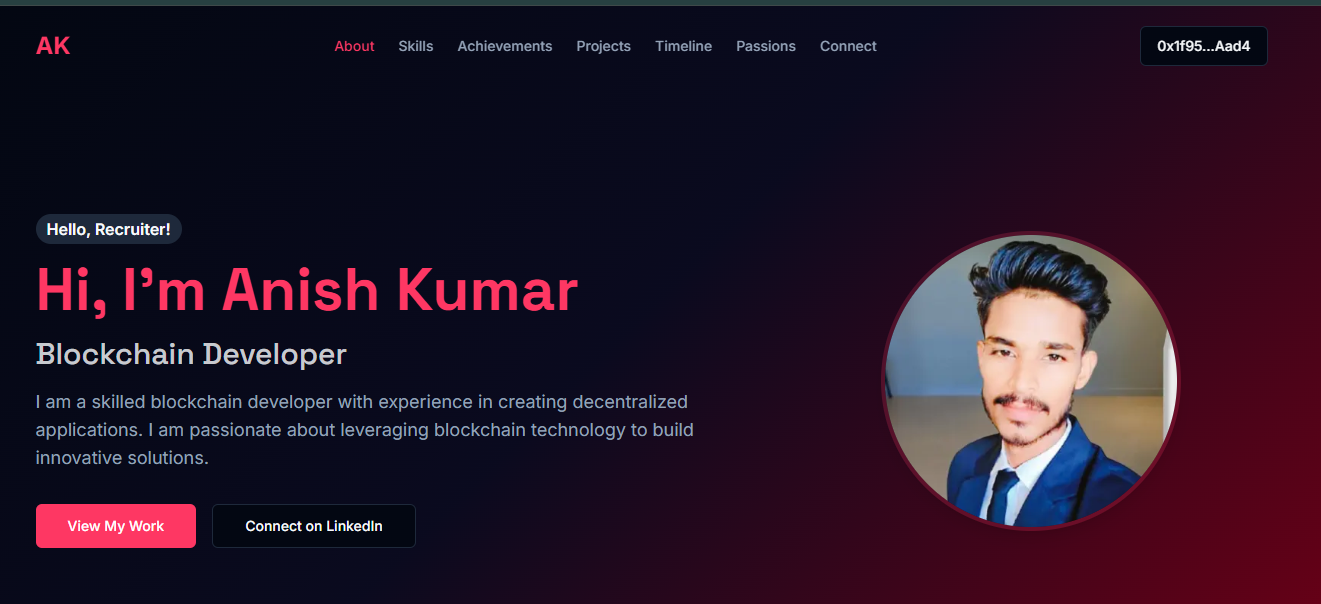 AK
About
Skills
Achievements
Projects
Timeline
Passions
Connect
0x1f95...Aad4
Hello, Recruiter!
Hi, I’m Anish Kumar
Blockchain Developer
I am a skilled blockchain developer with experience in creating decentralized
applications. I am passionate about leveraging blockchain technology to build
innovative solutions.
View My Work
Connect on LinkedIn